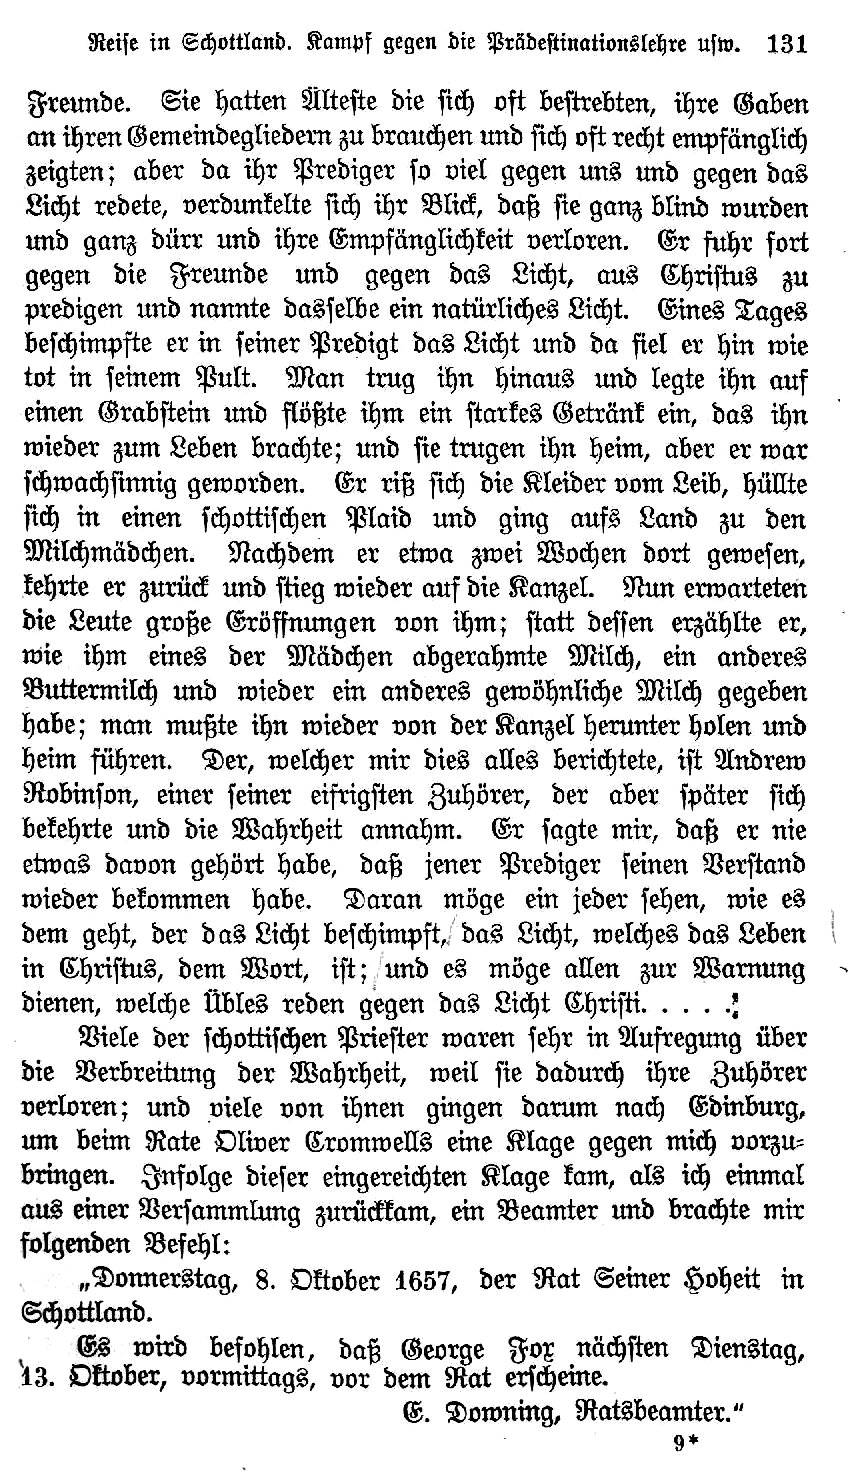 Reise in Schottland. Kampf gegen die Prädestinationslehre usw. 131
Freunde. Sie hatten Älteste die sich oft bestrebten, ihre Gaben
an ihren Gemeindegliedern zu brauchen und sich oft recht empfänglich
zeigten; aber da ihr Prediger so viel gegen uns und gegen das
Licht redete, verdunkelte sich ihr Blick, daß sie ganz blind wurden
und ganz dürr und ihre Empfänglichkeit verloren. Er fuhr fort
gegen die Freunde und gegen das Licht, aus Christus zu
predigen und nannte dasselbe ein natürliches Licht. Eines Tages
beschimpfte er in seiner Predigt das Licht und da fiel er hin wie
tot in seinem Pult. Man trug ihn hinaus und legte ihn auf
einen Grabstein und flößte ihm ein starkes Getränk ein, das ihn
wieder zum Leben brachte; und sie trugen ihn heim, aber er war
schwachsinnig geworden. Er riß sich die Kleider vom Leib, hüllte
sich in einen schottischen Plaid und ging aufs Land zu den
Milchmädchen. Nachdem er etwa zwei Wochen dort gewesen,
kehrte er zurück und stieg wieder auf die Kanzel. Nun erwarteten
die Leute große Eröffnungen von ihm; statt dessen erzählte er,
wie ihm eines der Mädchen abgerahmte Milch, ein anderes
Buttermilch und wieder ein anderes gewöhnliche Milch gegeben
habe; man mußte ihn wieder von der Kanzel herunter holen und
heim führen. Der, welcher mir dies alles berichtete, ist Andrew
Robinson, einer seiner eifrigsten Zuhörer, der aber später sich
bekehrte und die Wahrheit annahm. Er sagte mir, daß er nie
etwas davon gehört habe, daß jener Prediger seinen Verstand
wieder bekommen habe. Daran möge ein jeder sehen, wie es
dem geht, der das Licht beschimpft, das Licht, welches das Leben
in Christus, dem Wort, ist; und es möge allen zur Warnung
dienen, welche Übles reden gegen das Licht Christi. . . . .!
Viele der schottischen Priester waren sehr in Aufregung über
die Verbreitung der Wahrheit, weil sie dadurch ihre Zuhörer
verloren; und viele von ihnen gingen darum nach Edinburg,
um beim Rate Oliver Cromwells eine Klage gegen mich vorzu-
bringen. Infolge dieser eingereichten Klage kam, als ich einmal
aus einer Versammlung zurückkam, ein Beamter und brachte mir
folgenden Befehl:
„Donnerstag, 8. Oktober 1657, der Rat Seiner Hoheit in
Schottland.
Es wird befohlen, daß George Fox nächsten Dienstag,
13. Oktober, vormittags, vor dem Rat erscheine.
E. Downing, Ratsbeamter."
9*